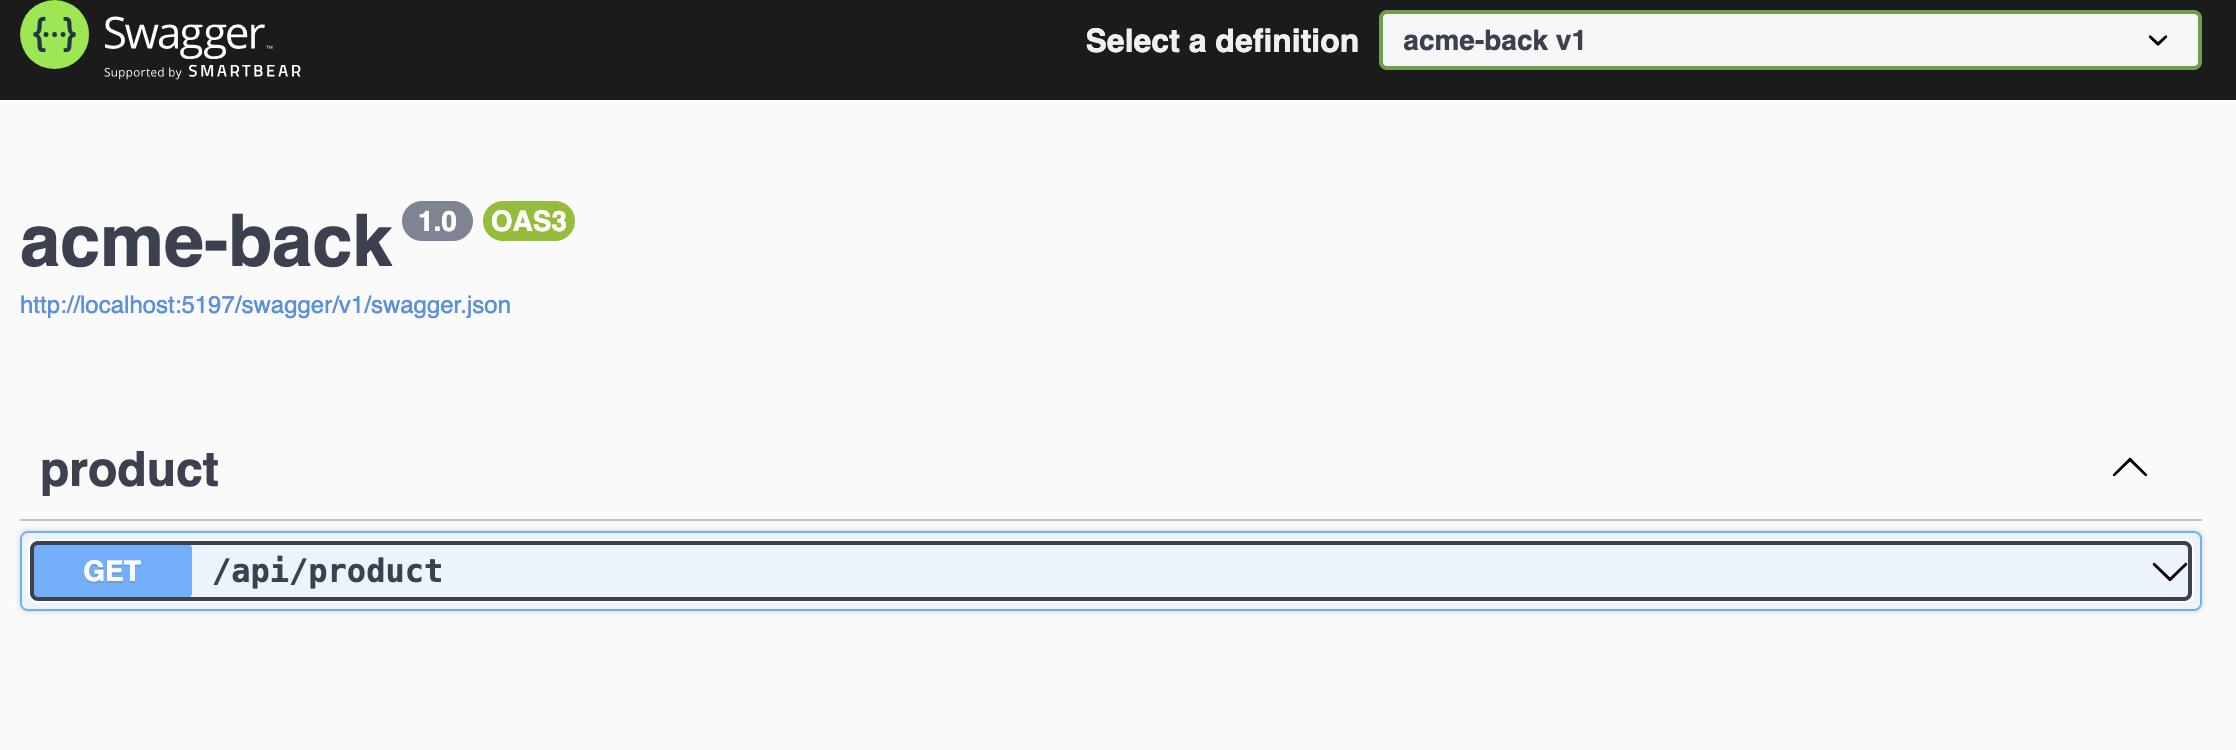 {...} Swagger™
Supported by SMARTBEAR
Select a definition
acme-back v1
acme-back 1.0 OAS3
http://localhost:5197/swagger/v1/swagger.json
product
GET /api/product